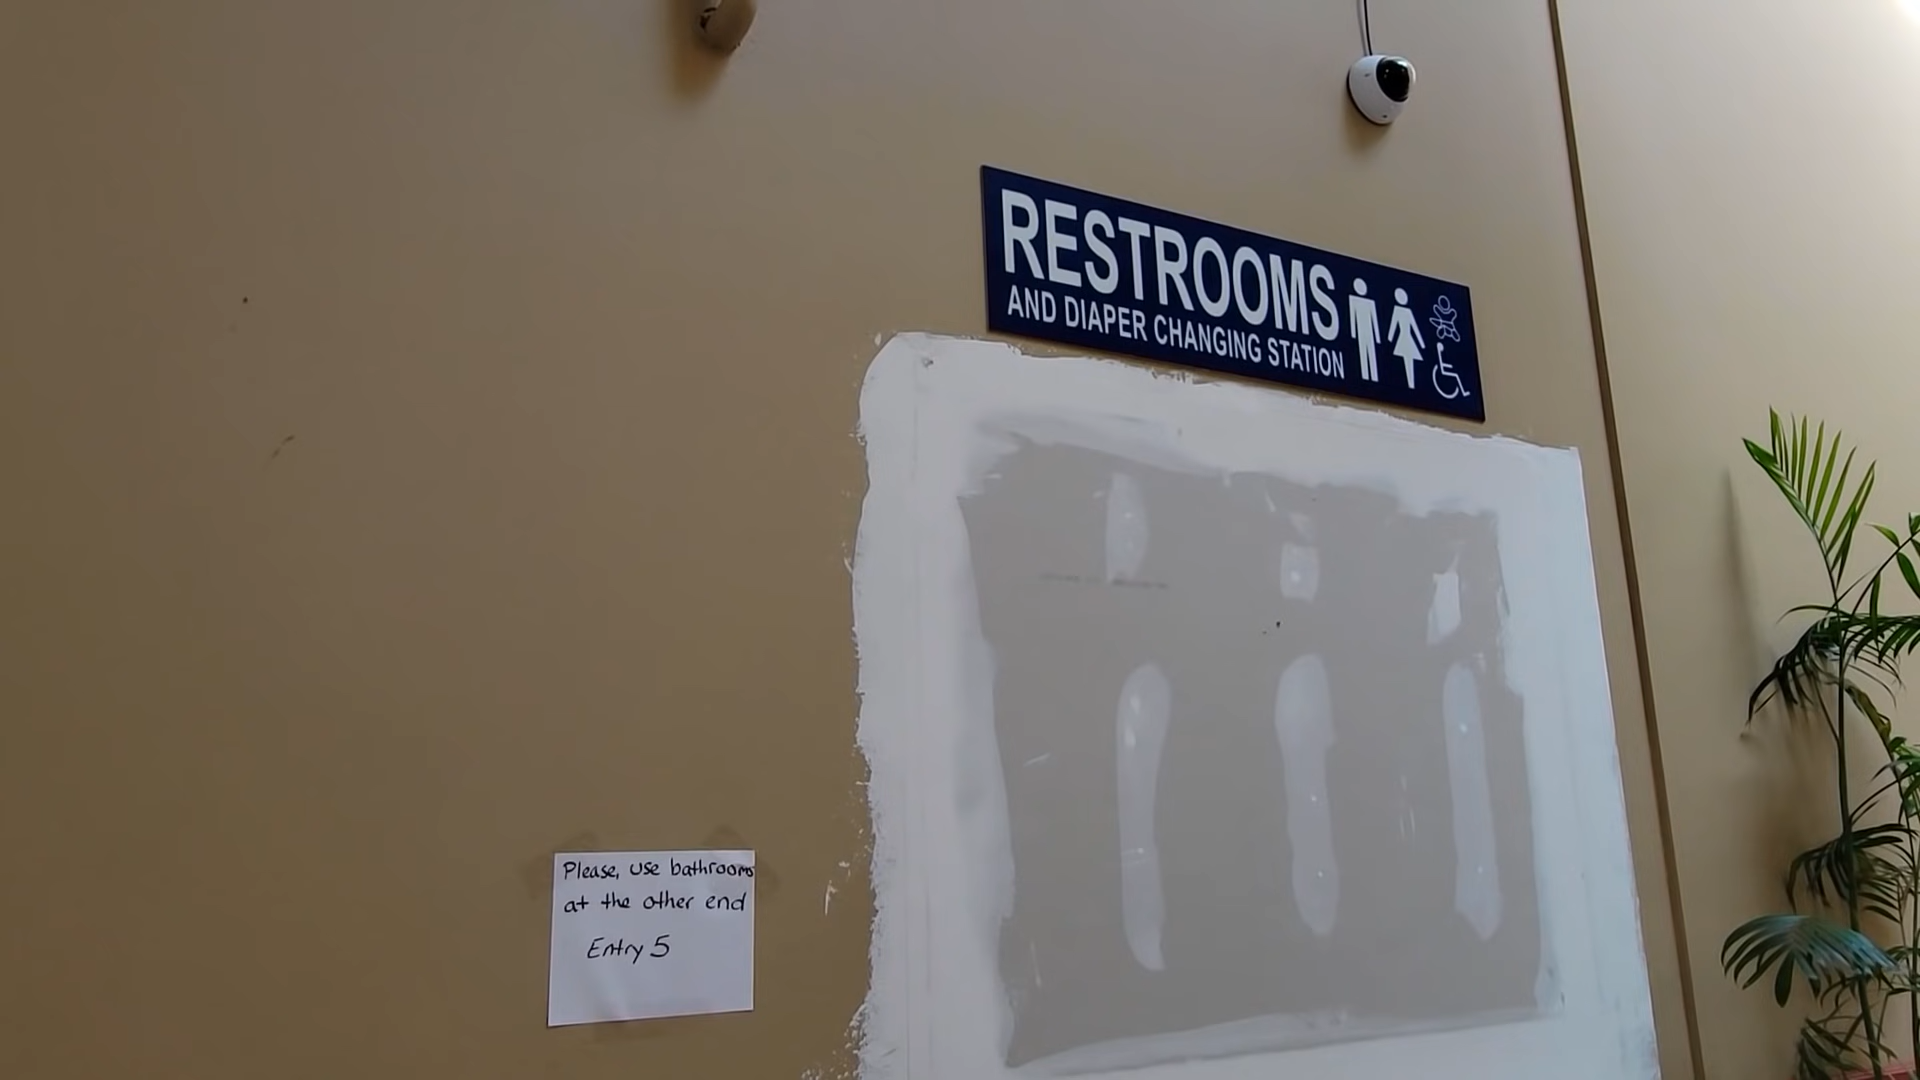 RESTROOMS
AND DIAPER CHANGING STATION
Please, use bathrooms
at the other end
Entry 5